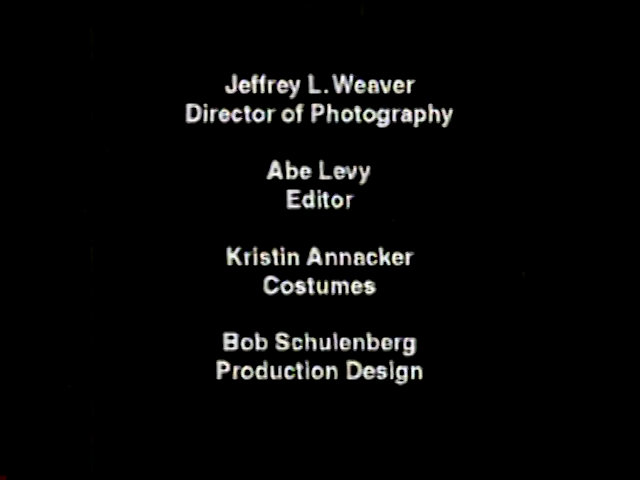 Jeffrey L. Weaver
Director of Photography
Abe Levy
Editor
Kristin Annacker
Costumes
Bob Schulenberg
Production Design